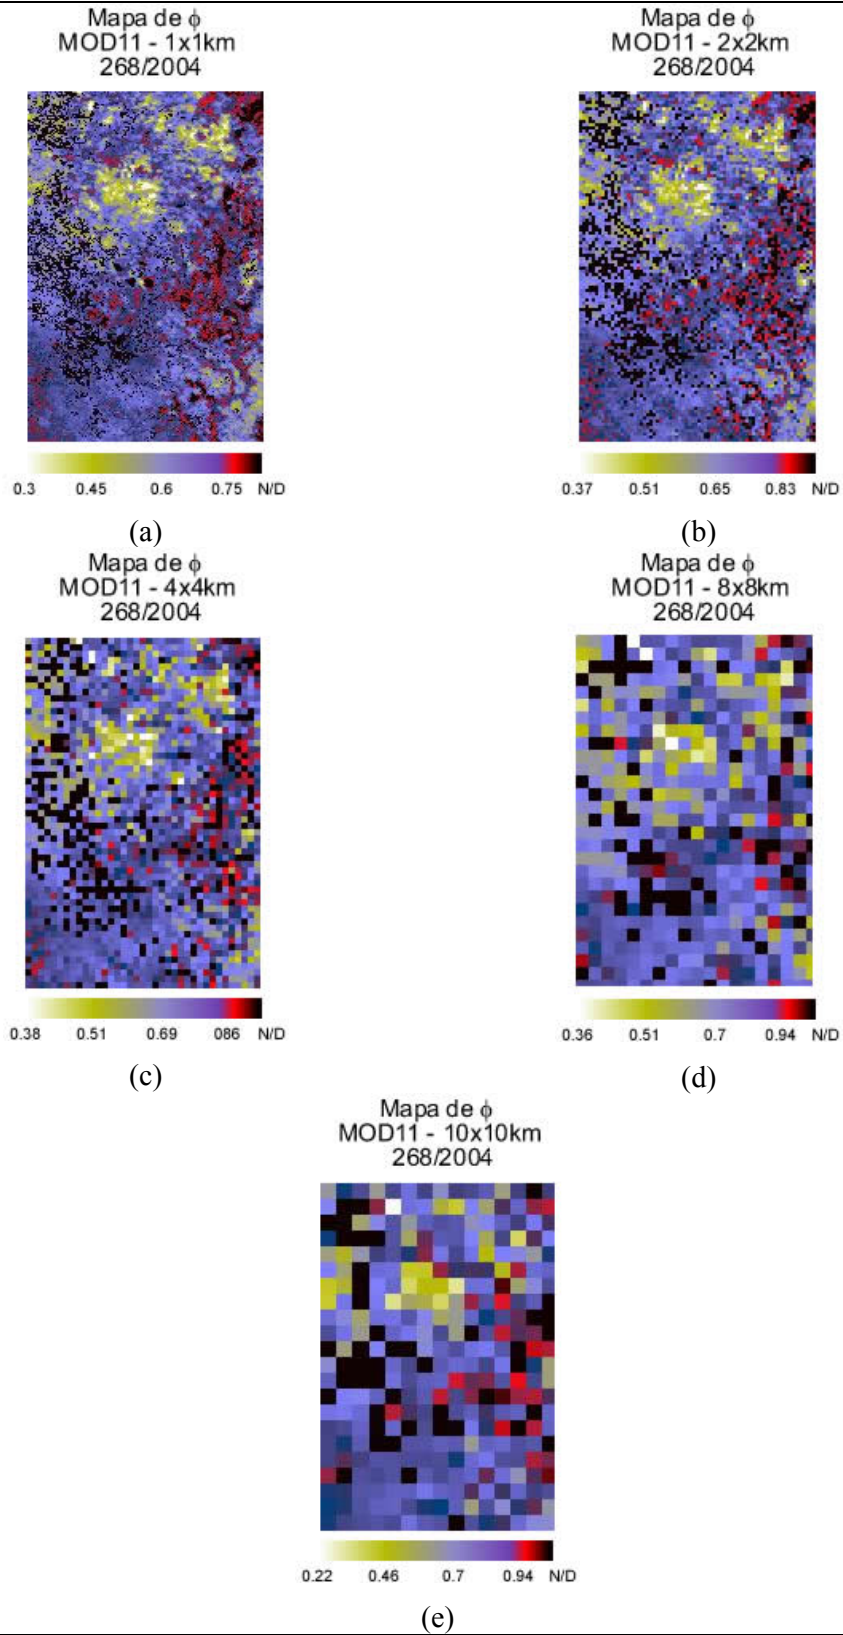 Mapa de ϕ
MOD11 - 1x1km
268/2004
0.3 0.45 0.6 0.75 N/D
(a)
Mapa de ϕ
MOD11 - 2x2km
268/2004
0.37 0.51 0.65 0.83 N/D
(b)
Mapa de ϕ
MOD11 - 4x4km
268/2004
0.38 0.51 0.69 086 N/D
(c)
Mapa de ϕ
MOD11 - 8x8km
268/2004
0.36 0.51 0.7 0.94 N/D
(d)
Mapa de ϕ
MOD11 - 10x10km
268/2004
0.22 0.46 0.7 0.94 N/D
(e)